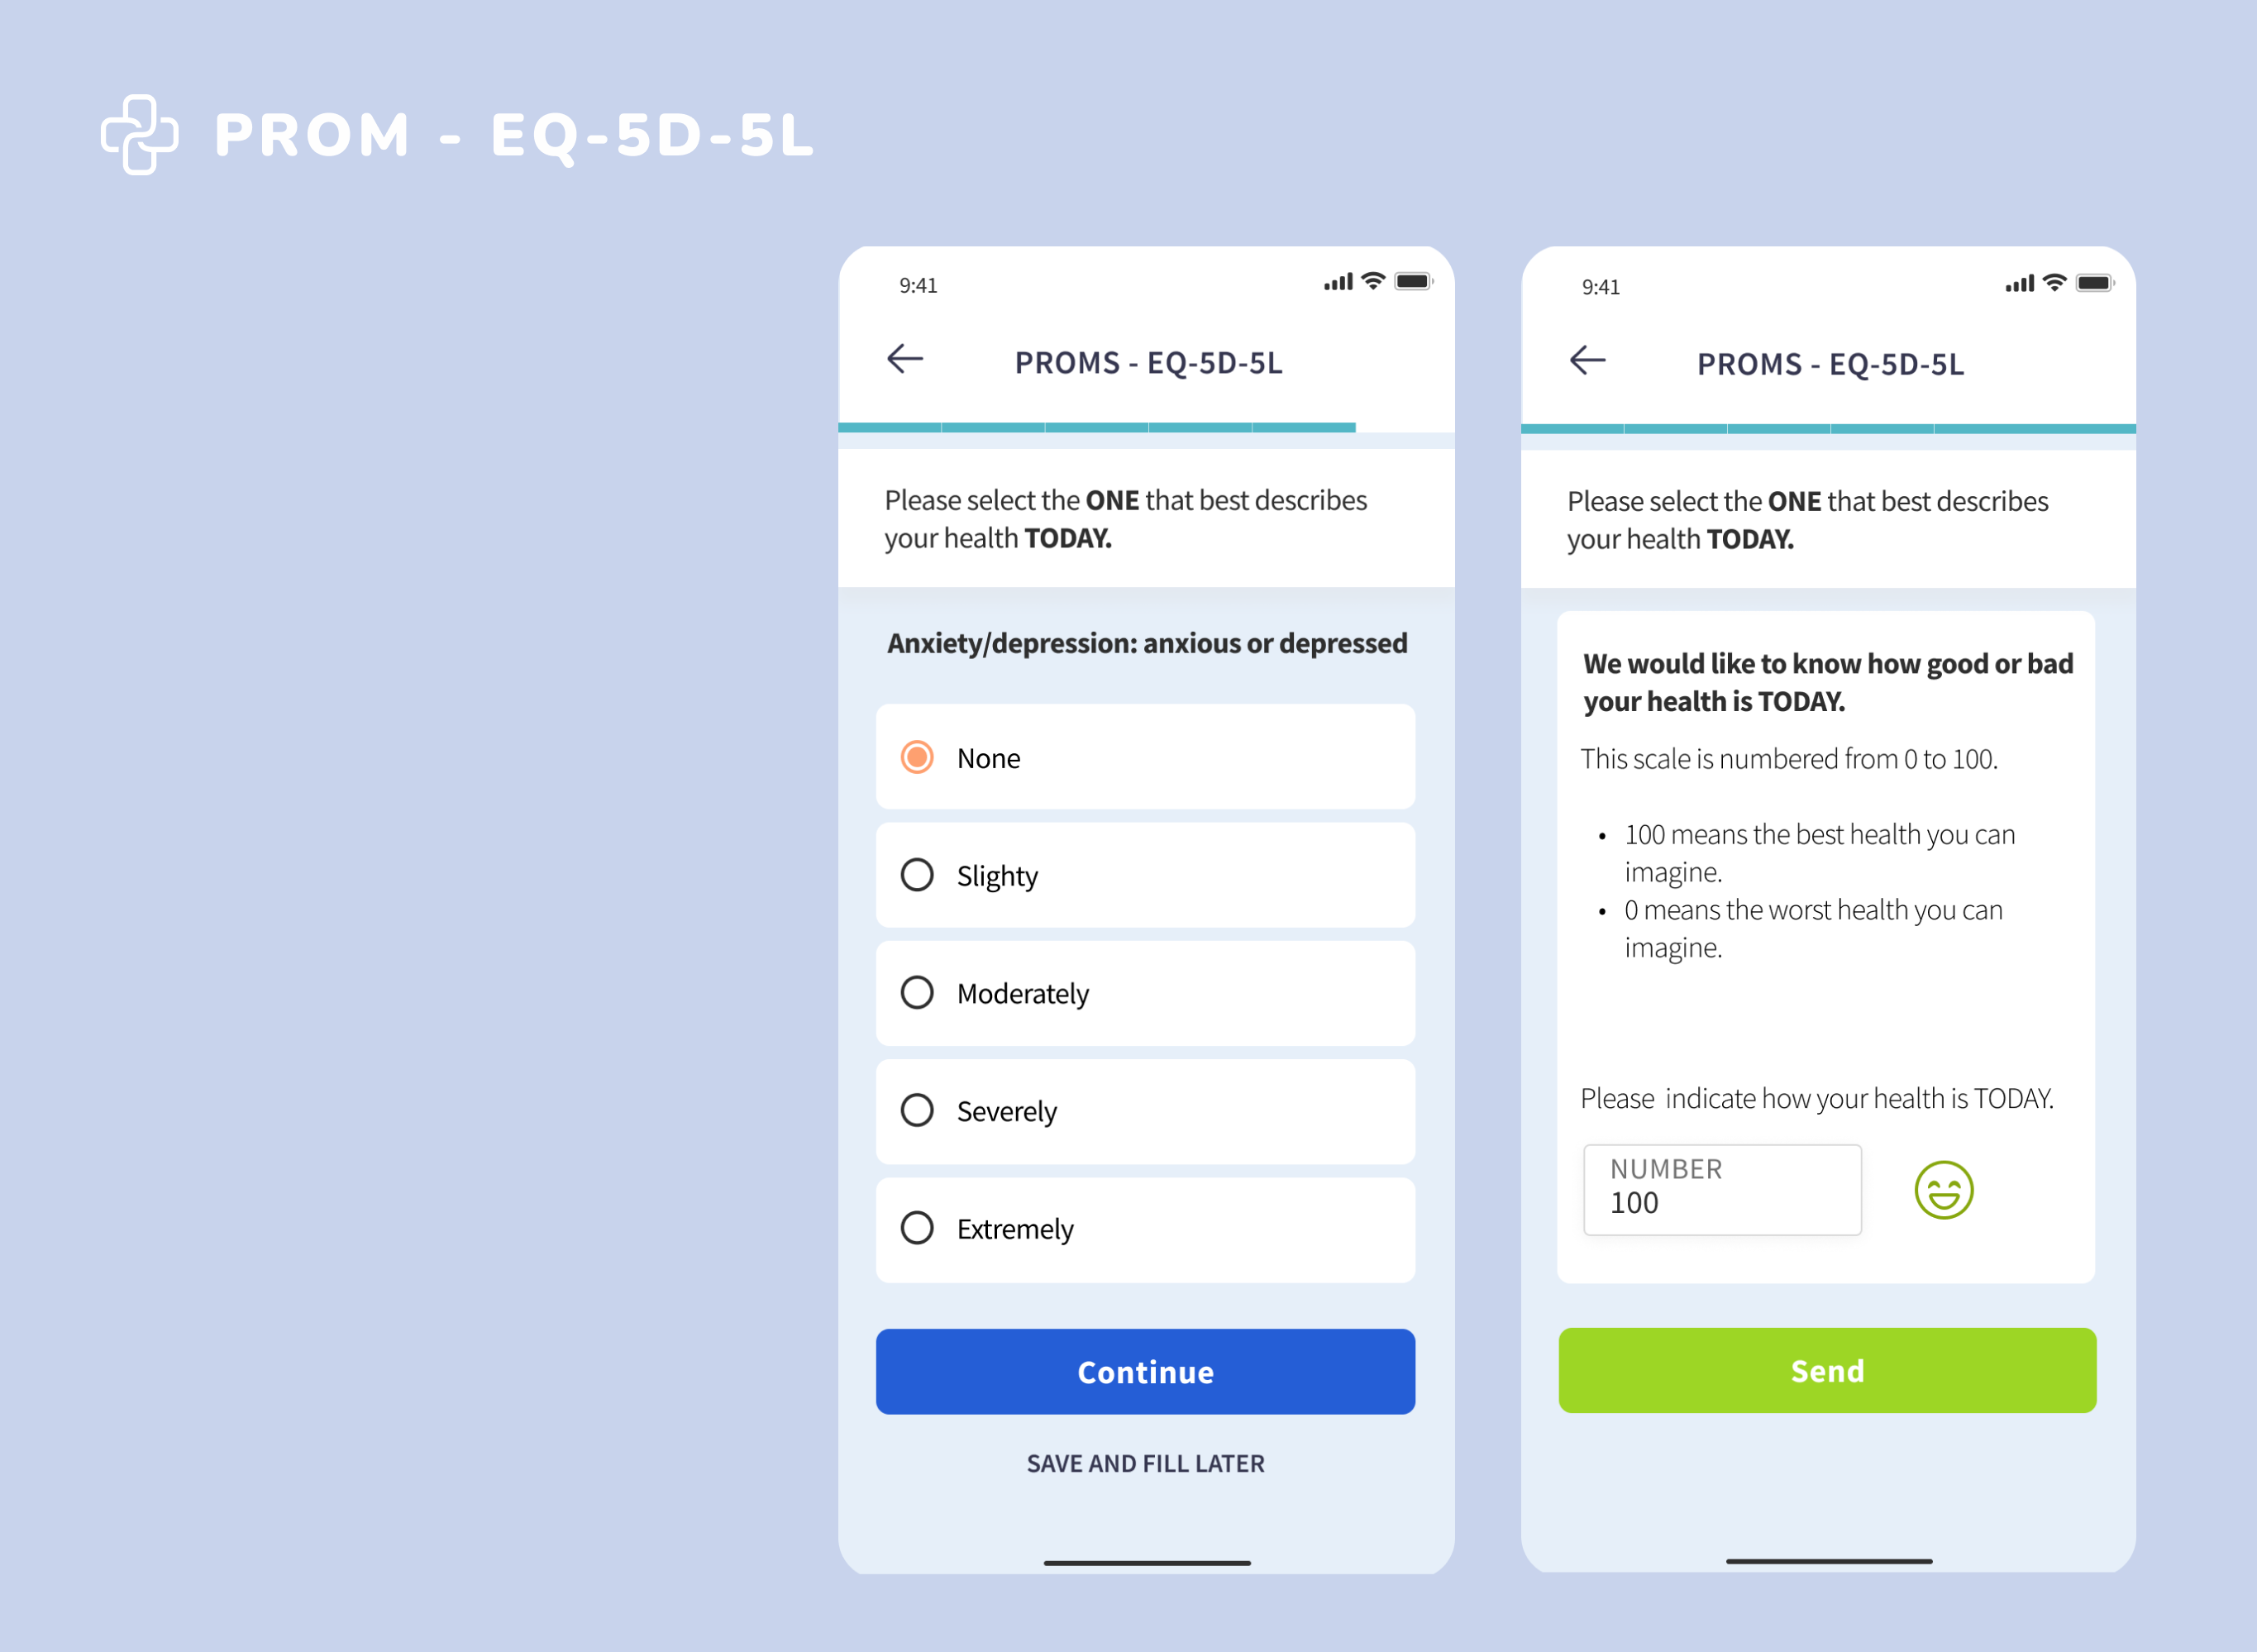 PROM - EQ-5D-5L
9:41
PROMS - EQ-5D-5L
Please select the ONE that best describes
your health TODAY.
Anxiety/depression: anxious or depressed
None
Slighty
Moderately
Severely
Extremely
Continue
SAVE AND FILL LATER
9:41
PROMS - EQ-5D-5L
Please select the ONE that best describes
your health TODAY.
We would like to know how good or bad
your health is TODAY.
This scale is numbered from 0 to 100.
• 100 means the best health you can
imagine.
• 0 means the worst health you can
imagine.
Please  indicate how your health is TODAY.
NUMBER
100
Send